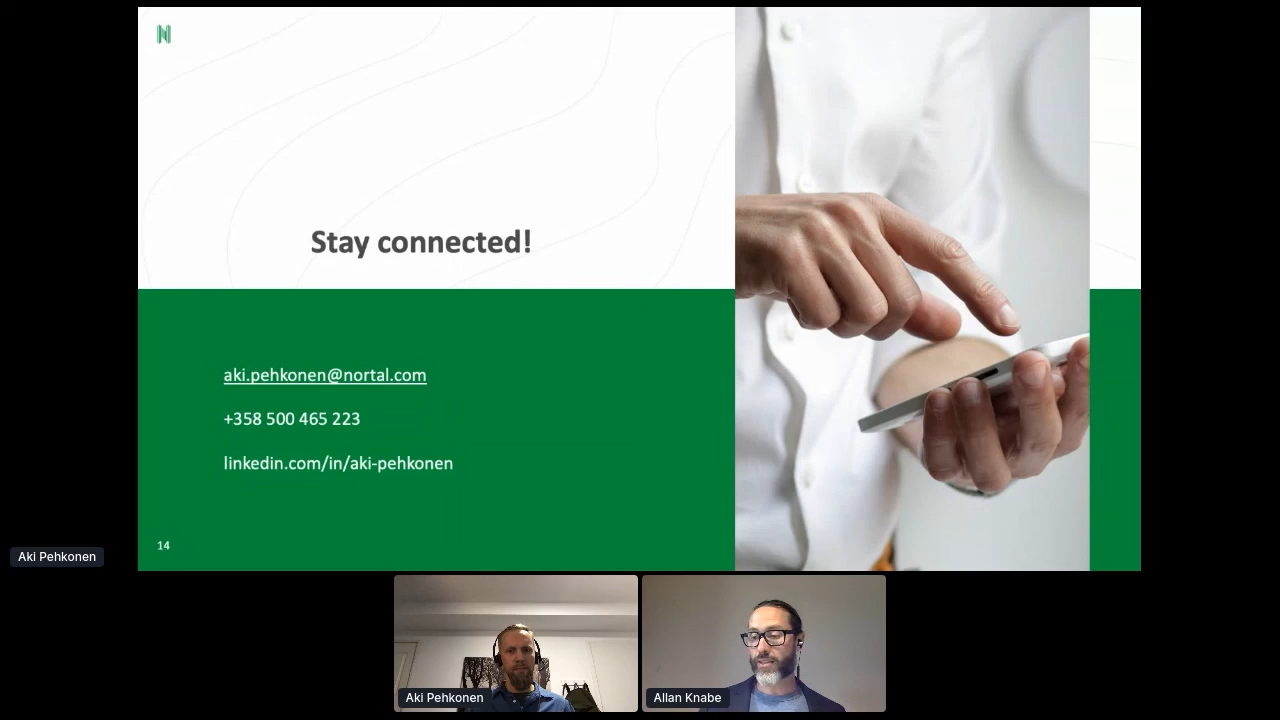 Stay connected!
aki.pehkonen@nortal.com
+358 500 465 223
linkedin.com/in/aki-pehkonen
14
Aki Pehkonen
Aki Pehkonen
Allan Knabe